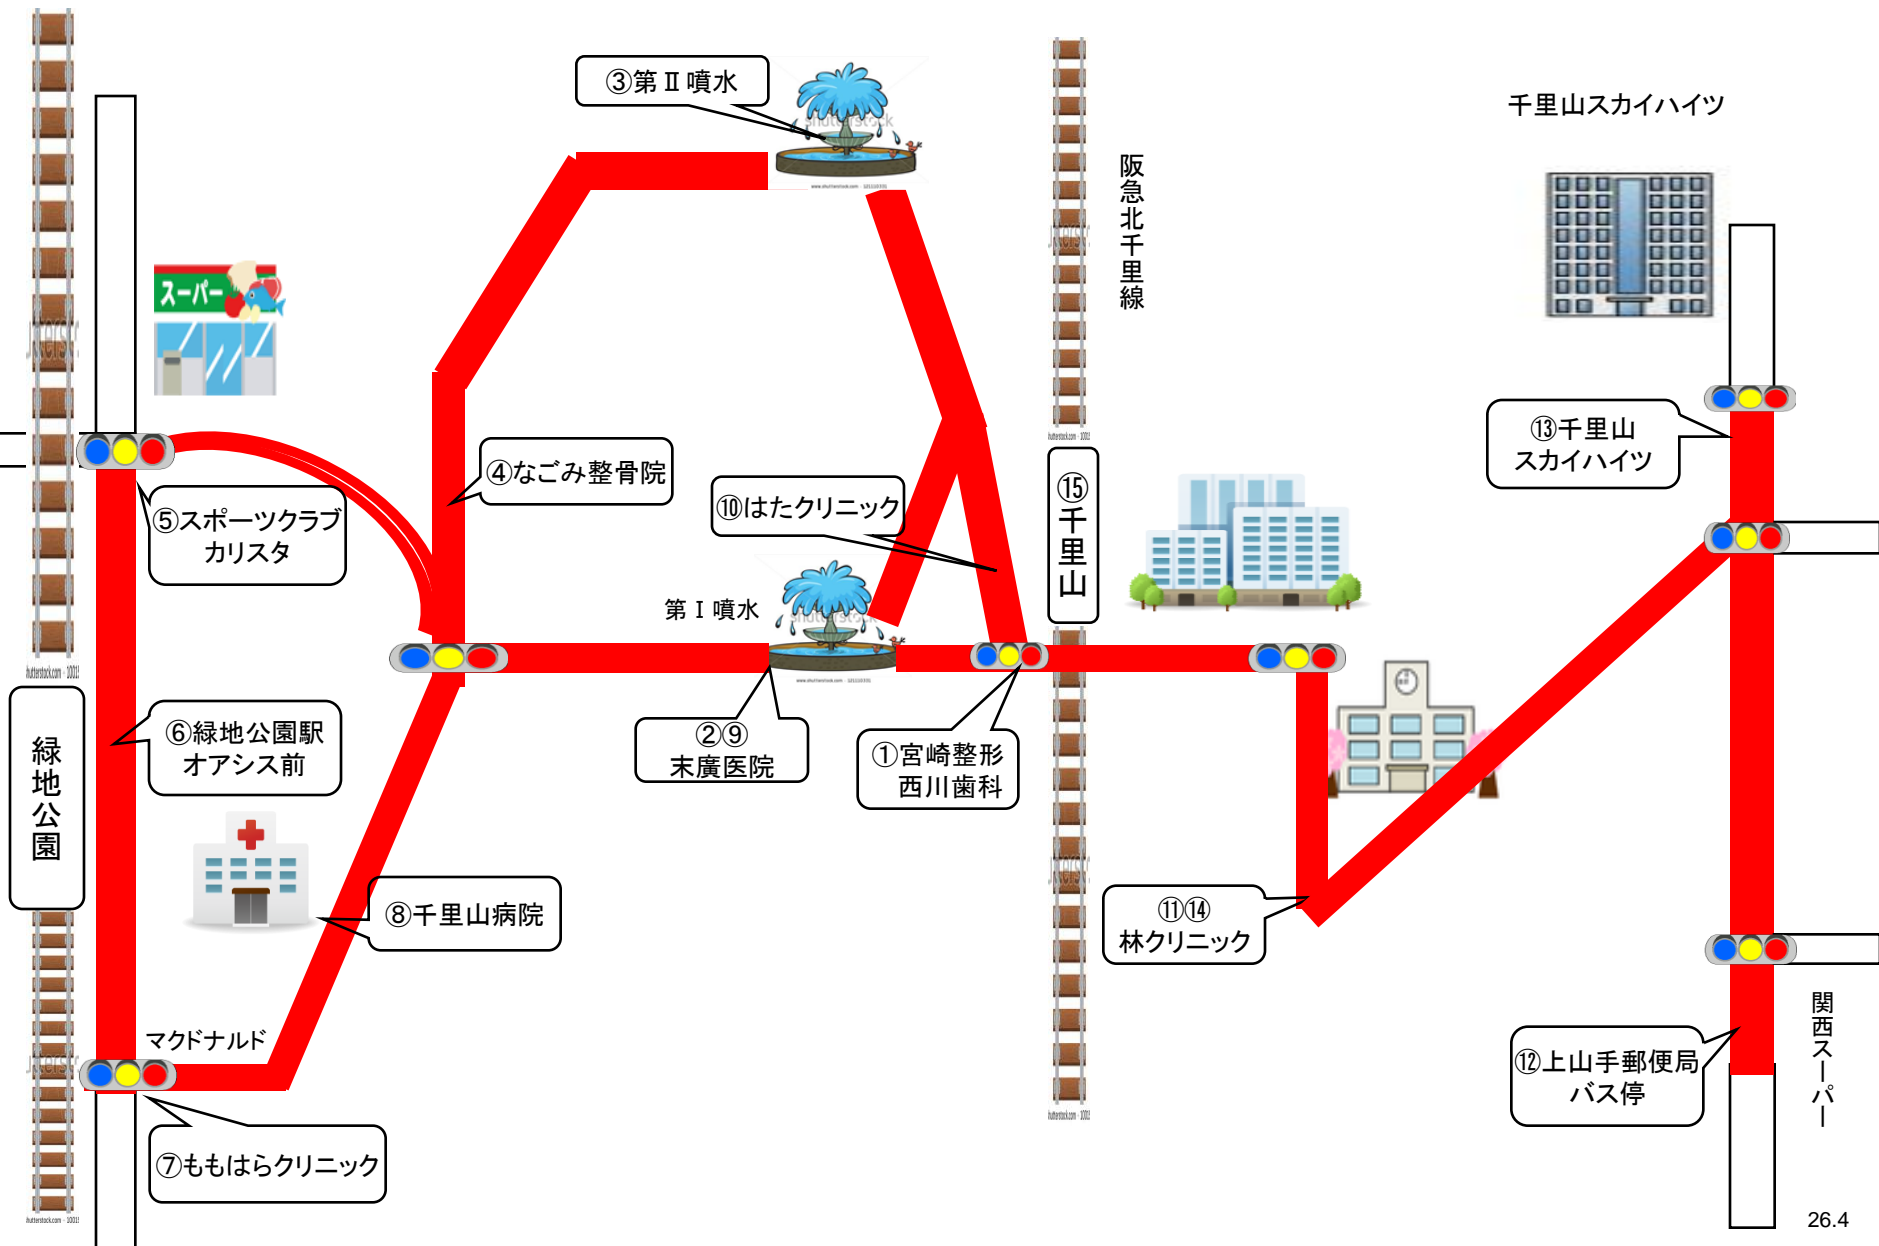 ③第Ⅱ噴水
千里山スカイハイツ
阪急北千里線
スーパー
⑬千里山
スカイハイツ
④なごみ整骨院
⑩はたクリニック
⑮千里山
⑤スポーツクラブ
カリスタ
第Ⅰ噴水
緑地公園
⑥緑地公園駅
オアシス前
②⑨
末廣医院
①宮崎整形
西川歯科
⑧千里山病院
⑪⑭
林クリニック
マクドナルド
関西スーパー
⑫上山手郵便局
バス停
⑦ももはらクリニック
26.4
shutterstock
shutterstock